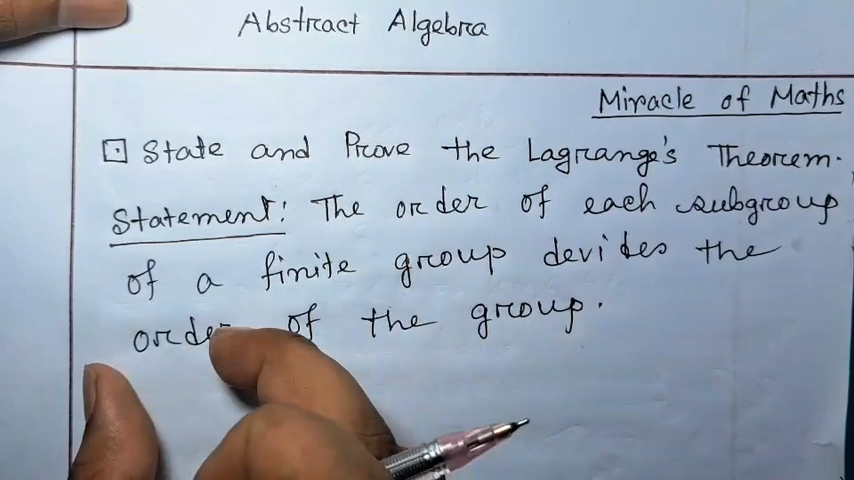 Abstract Algebra
Miracle of Maths
State and Prove the Lagrange's Theorem.
Statement: The order of each subgroup
of a finite group devides the
order of the group.